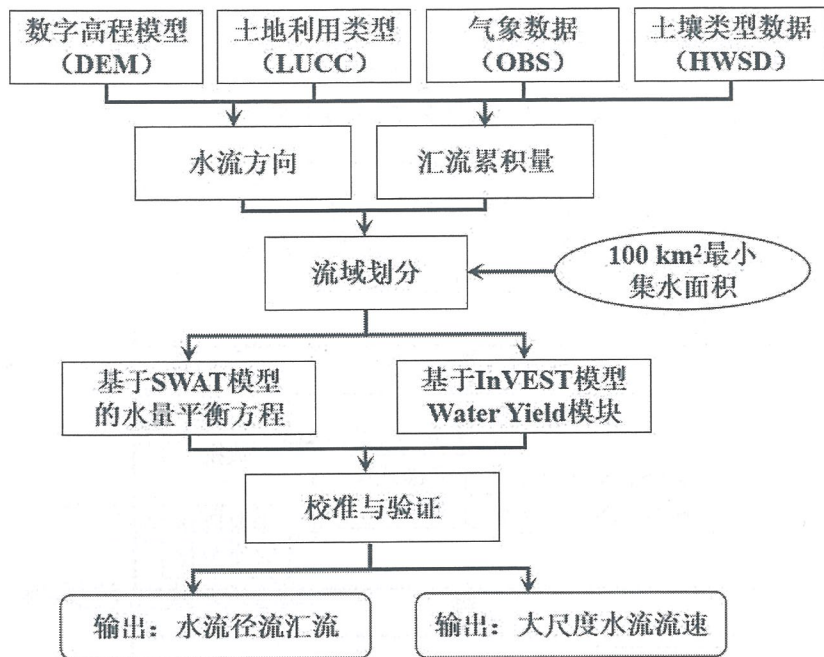 数字高程模型
(DEM)
土地利用类型
(LUCC)
气象数据
(OBS)
土壤类型数据
(HWSD)
水流方向
汇流累积量
流域划分
100 km²最小
集水面积
基于SWAT模型
的水量平衡方程
基于InVEST模型
Water Yield模块
校准与验证
输出：水流径流汇流
输出：大尺度水流流速